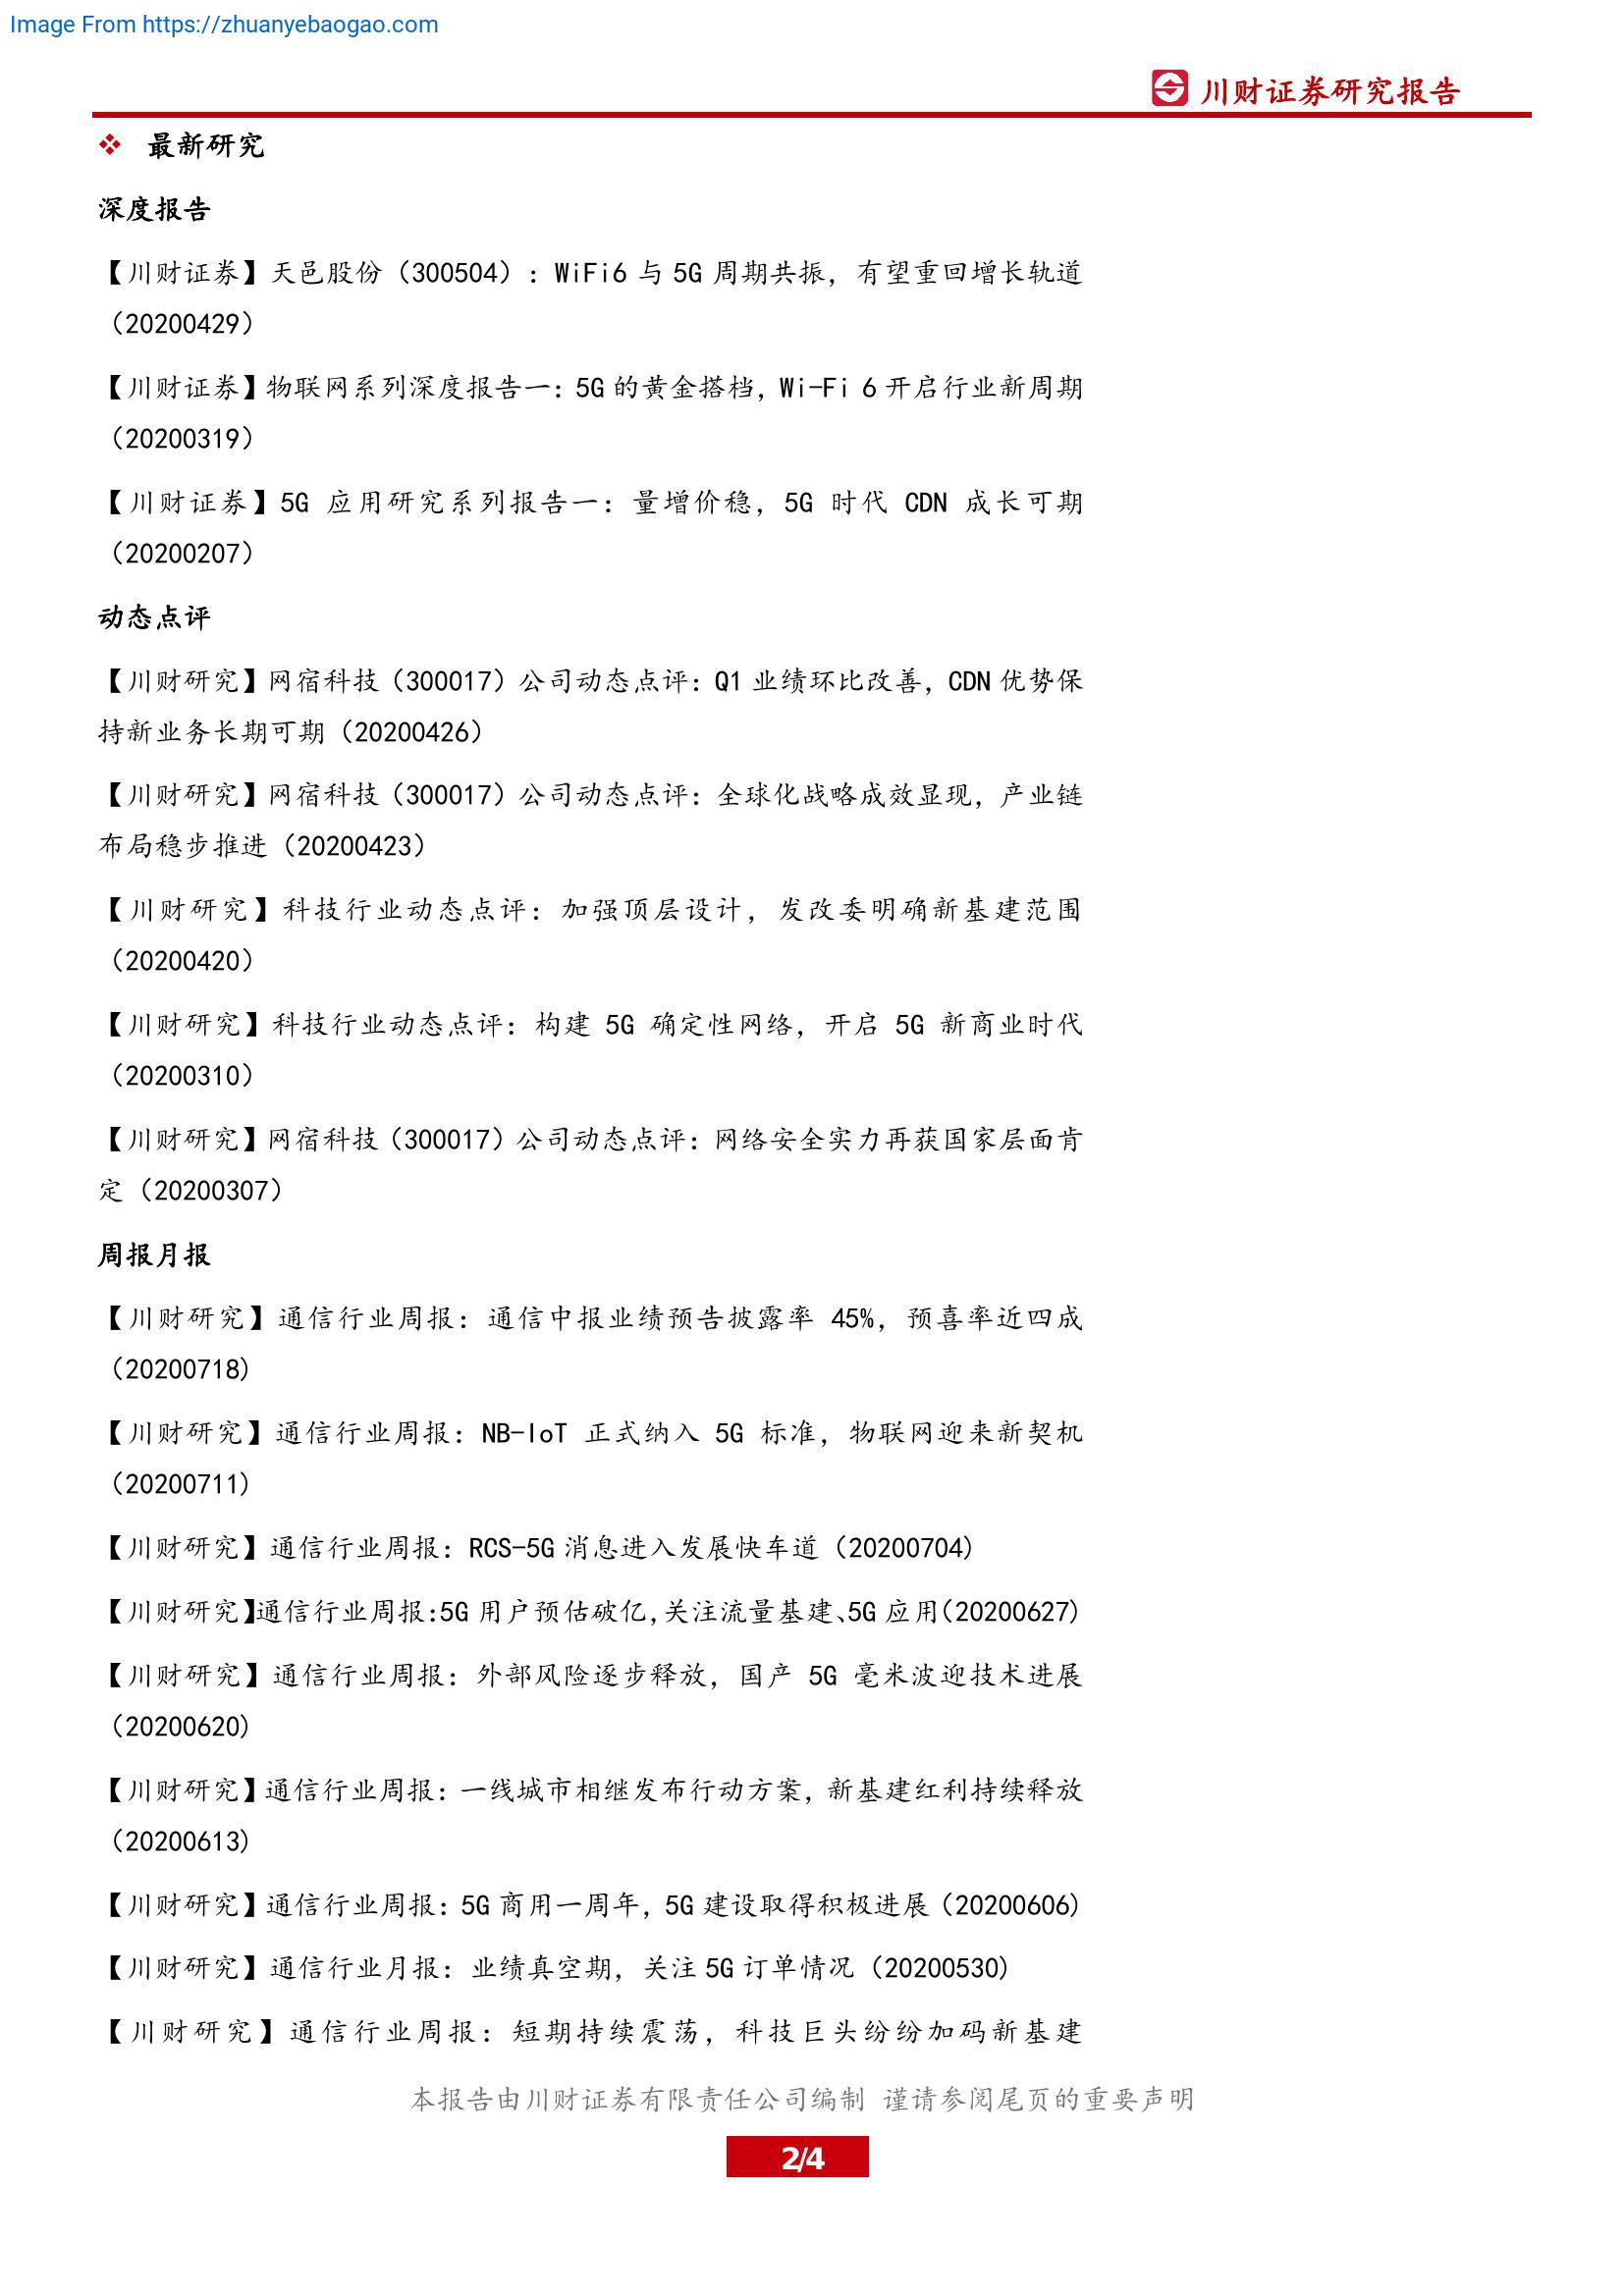 Image From https://zhuanyebaogao.com
川财证券研究报告
❖ 最新研究
深度报告
【川财证券】天邑股份（300504）：WiFi6 与 5G 周期共振，有望重回增长轨道
（20200429）
【川财证券】物联网系列深度报告一：5G 的黄金搭档，Wi-Fi 6 开启行业新周期
（20200319）
【川财证券】5G 应用研究系列报告一：量增价稳，5G 时代 CDN 成长可期
（20200207）
动态点评
【川财研究】网宿科技（300017）公司动态点评：Q1 业绩环比改善，CDN 优势保
持新业务长期可期（20200426）
【川财研究】网宿科技（300017）公司动态点评：全球化战略成效显现，产业链
布局稳步推进（20200423）
【川财研究】科技行业动态点评：加强顶层设计，发改委明确新基建范围
（20200420）
【川财研究】科技行业动态点评：构建 5G 确定性网络，开启 5G 新商业时代
（20200310）
【川财研究】网宿科技（300017）公司动态点评：网络安全实力再获国家层面肯
定（20200307）
周报月报
【川财研究】通信行业周报：通信中报业绩预告披露率 45%，预喜率近四成
（20200718)
【川财研究】通信行业周报：NB-IoT 正式纳入 5G 标准，物联网迎来新契机
（20200711)
【川财研究】通信行业周报：RCS-5G 消息进入发展快车道（20200704)
【川财研究】通信行业周报：5G 用户预估破亿，关注流量基建、5G 应用（20200627)
【川财研究】通信行业周报：外部风险逐步释放，国产 5G 毫米波迎技术进展
（20200620)
【川财研究】通信行业周报：一线城市相继发布行动方案，新基建红利持续释放
（20200613)
【川财研究】通信行业周报：5G 商用一周年，5G 建设取得积极进展（20200606)
【川财研究】通信行业月报：业绩真空期，关注 5G 订单情况（20200530)
【川财研究】通信行业周报：短期持续震荡，科技巨头纷纷加码新基建
本报告由川财证券有限责任公司编制 谨请参阅尾页的重要声明
2/4